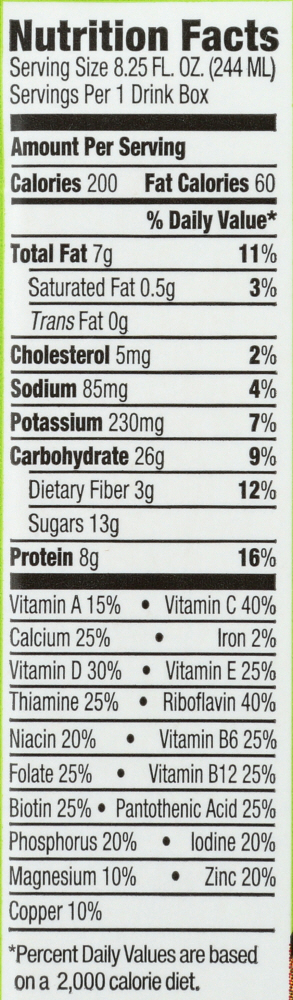 Nutrition Facts
Serving Size 8.25 FL. OZ. (244 ML)
Servings Per 1 Drink Box
Amount Per Serving
Calories 200 Fat Calories 60
% Daily Value*
Total Fat 7g 11%
Saturated Fat 0.5g 3%
Trans Fat 0g
Cholesterol 5mg 2%
Sodium 85mg 4%
Potassium 230mg 7%
Carbohydrate 26g 9%
Dietary Fiber 3g 12%
Sugars 13g
Protein 8g 16%
Vitamin A 15% • Vitamin C 40%
Calcium 25% • Iron 2%
Vitamin D 30% • Vitamin E 25%
Thiamine 25% • Riboflavin 40%
Niacin 20% • Vitamin B6 25%
Folate 25% • Vitamin B12 25%
Biotin 25% • Pantothenic Acid 25%
Phosphorus 20% • Iodine 20%
Magnesium 10% • Zinc 20%
Copper 10%
*Percent Daily Values are based
on a 2,000 calorie diet.